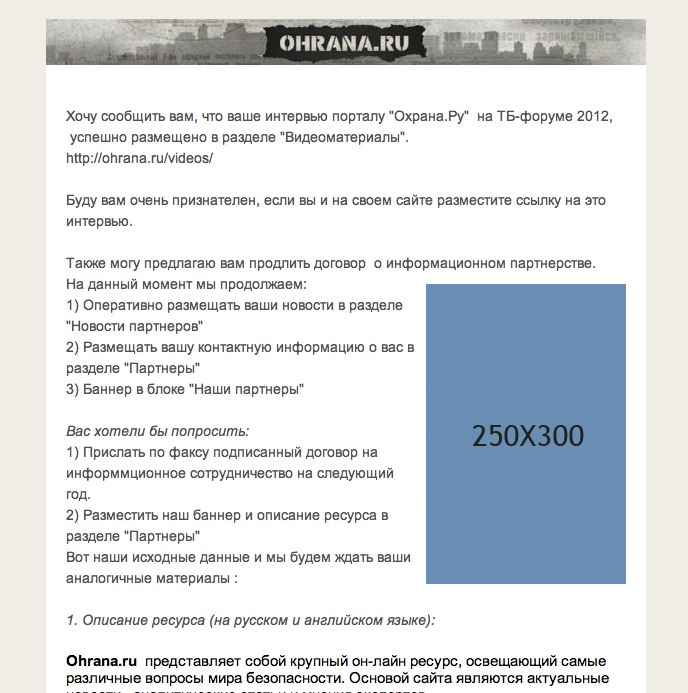 OHRANA.RU
Хочу сообщить вам, что ваше интервью порталу "Охрана.Ру"  на ТБ-форуме 2012,
успешно размещено в разделе "Видеоматериалы".
http://ohrana.ru/videos/
Буду вам очень признателен, если вы и на своем сайте разместите ссылку на это
интервью.
Также могу предлагаю вам продлить договор  о информационном партнерстве.
На данный момент мы продолжаем:
1) Оперативно размещать ваши новости в разделе
"Новости партнеров"
2) Размещать вашу контактную информацию о вас в
разделе "Партнеры"
3) Баннер в блоке "Наши партнеры"
250X300
Вас хотели бы попросить:
1) Прислать по факсу подписанный договор на
информмционное сотрудничество на следующий
год.
2) Разместить наш баннер и описание ресурса в
разделе "Партнеры"
Вот наши исходные данные и мы будем ждать ваши
аналогичные материалы :
1. Описание ресурса (на русском и английском языке):
Ohrana.ru  представляет собой крупный он-лайн ресурс, освещающий самые
различные вопросы мира безопасности. Основой сайта являются актуальные